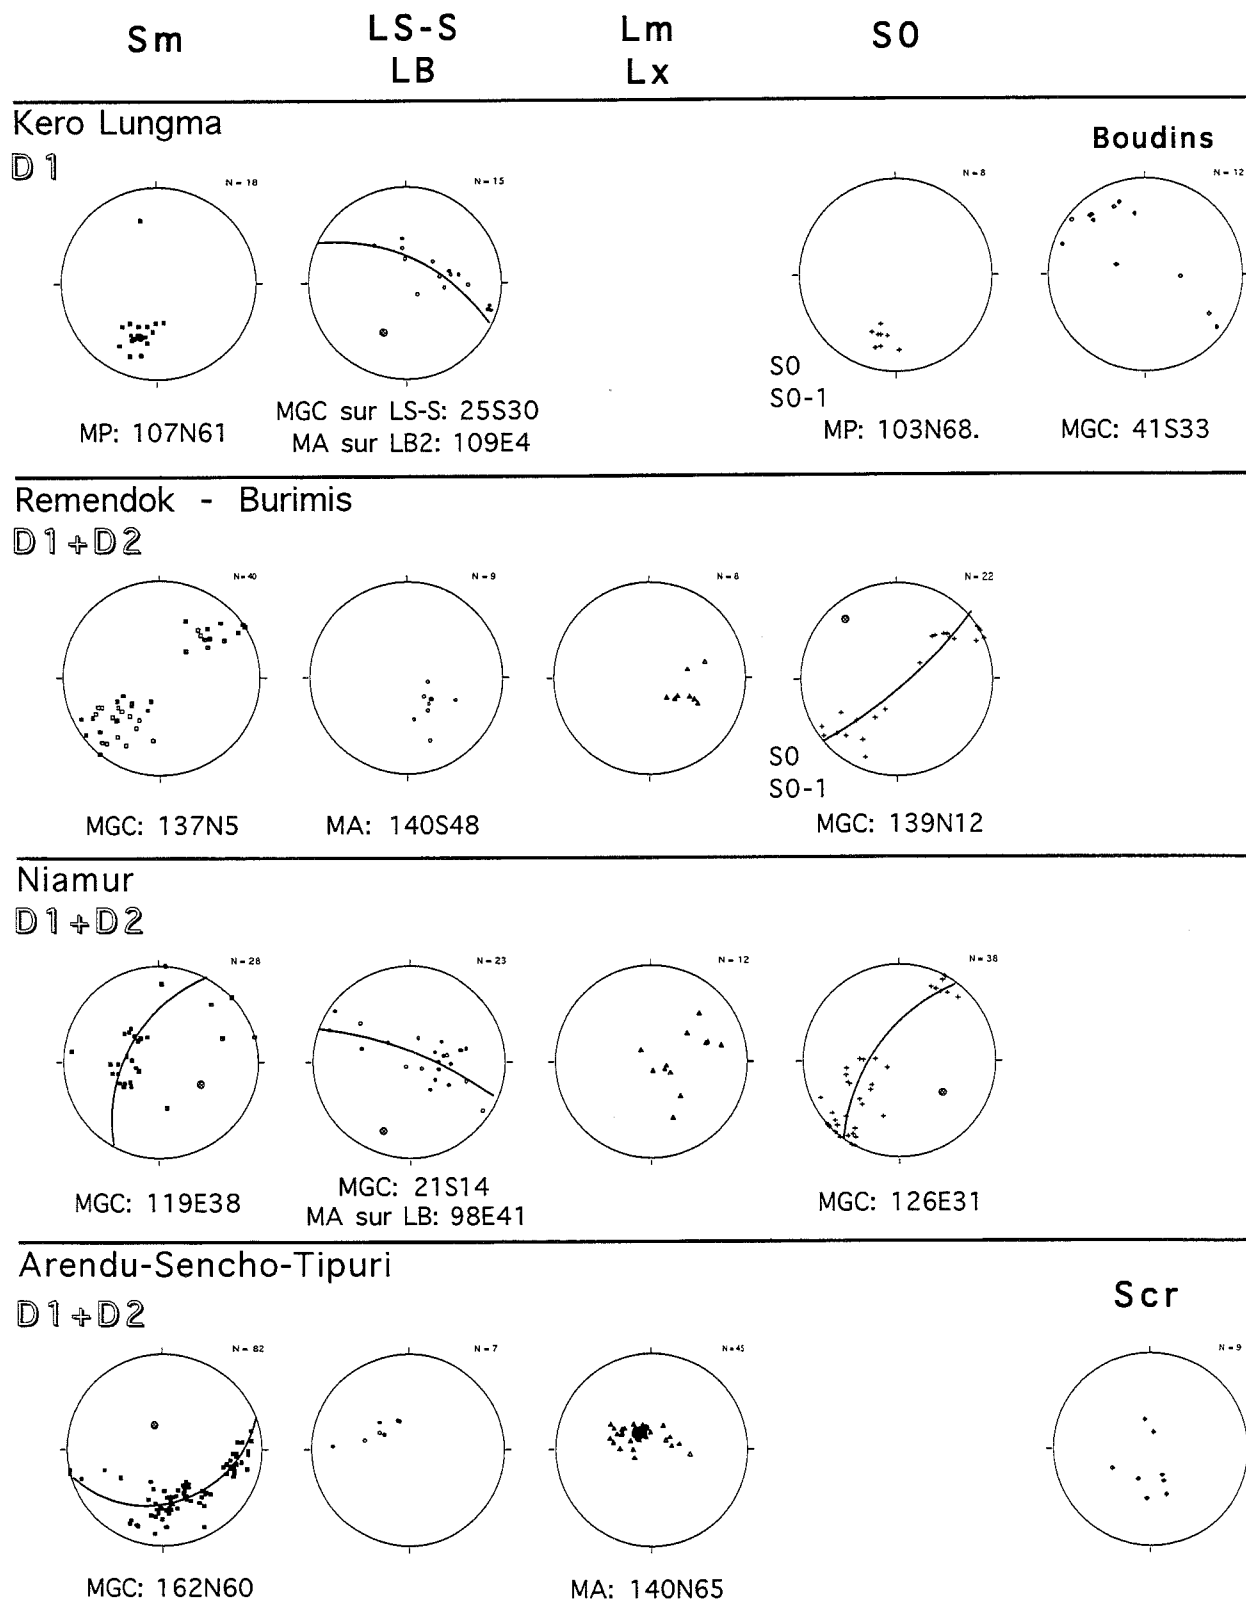 Sm
LS-S
LB
Lm
Lx
S0
Kero Lungma
D1
Boudins
N = 18
N = 15
N = 8
N = 12
S0
S0-1
MP: 107N61
MGC sur LS-S: 25S30
MA sur LB2: 109E4
MP: 103N68.
MGC: 41S33
Remendok - Burimis
D1+D2
N = 40
N = 9
N = 8
N = 22
S0
S0-1
MGC: 137N5
MA: 140S48
MGC: 139N12
Niamur
D1+D2
N = 28
N = 23
N = 12
N = 38
MGC: 119E38
MGC: 21S14
MA sur LB: 98E41
MGC: 126E31
Arendu-Sencho-Tipuri
D1+D2
Scr
N = 82
N = 7
N=45
N = 9
MGC: 162N60
MA: 140N65